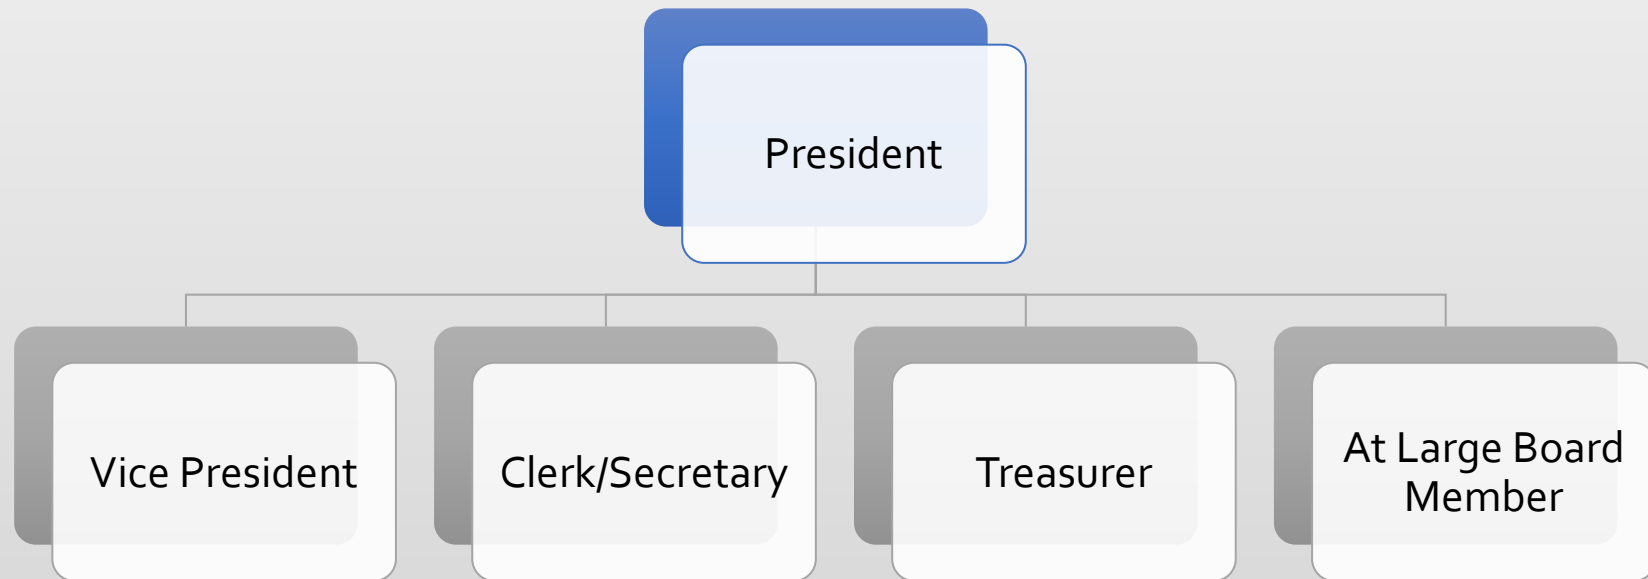 President
Vice President
Clerk/Secretary
Treasurer
At Large Board
Member